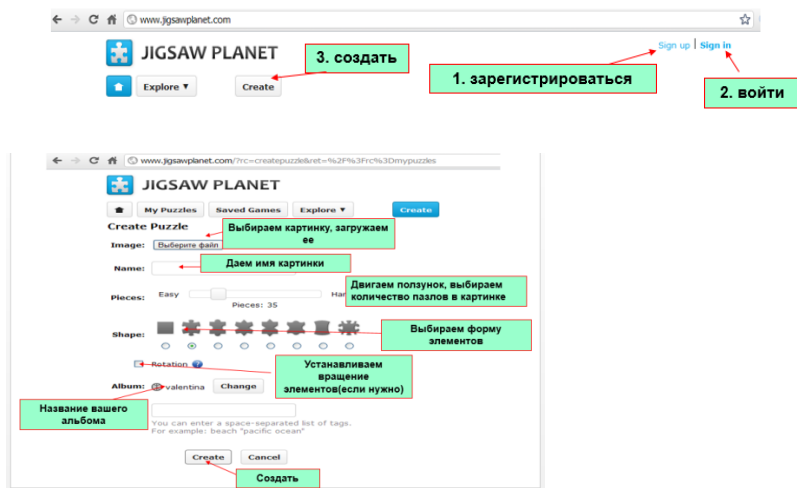 www.jigsawplanet.com
JIGSAW PLANET
Sign up | Sign in
3. создать
1. зарегистрироваться
2. войти
Explore ▼
Create
www.jigsawplanet.com/?rc=createpuzzle&ret=%2F%3Frc%3Dmypuzzles
JIGSAW PLANET
My Puzzles
Saved Games
Explore ▼
Create
Create Puzzle
Выбираем картинку, загружаем
ее
Image:
Выберите файл
Name:
Даем имя картинки
Двигаем ползунок, выбираем
количество пазлов в картинке
Pieces:
Easy
Pieces: 35
Выбираем форму
элементов
Shape:
Rotation
Устанавливаем
вращение
элементов(если нужно)
Album:
valentina
Change
Название вашего
альбома
You can enter a space-separated list of tags.
For example: beach "pacific ocean"
Create
Cancel
Создать